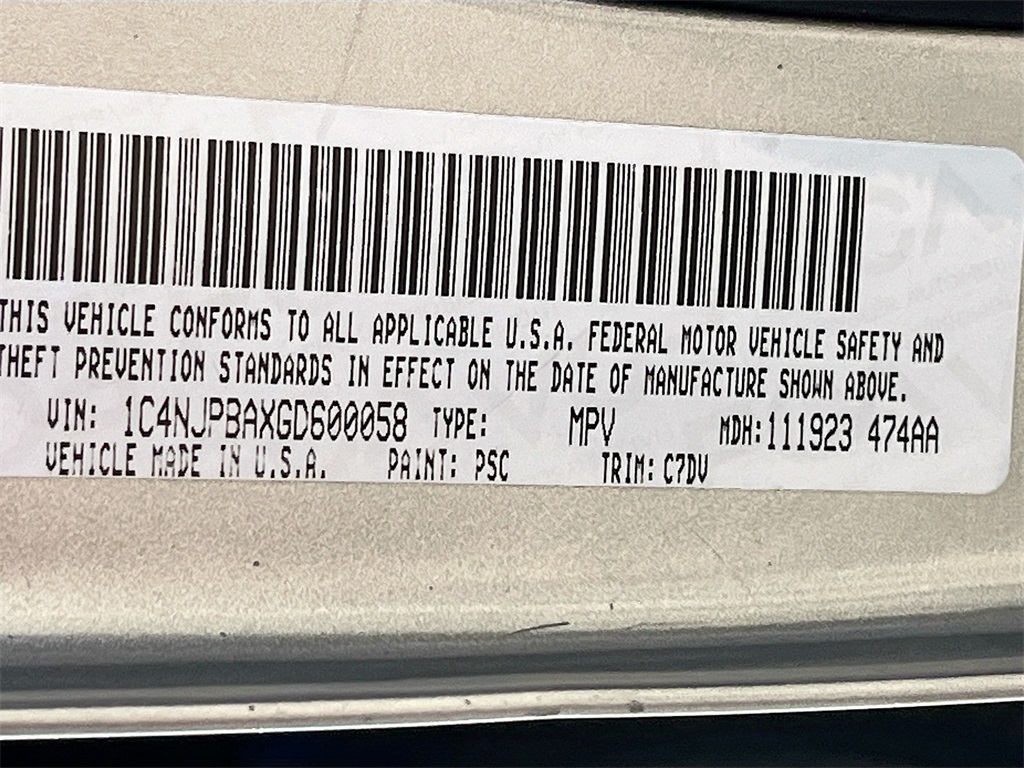 THIS VEHICLE CONFORMS TO ALL APPLICABLE U.S.A. FEDERAL MOTOR VEHICLE SAFETY AND
THEFT PREVENTION STANDARDS IN EFFECT ON THE DATE OF MANUFACTURE SHOWN ABOVE.
VIN: 1C4NJPBAXGD600058 TYPE: MPV MDH:111923 474AA
VEHICLE MADE IN U.S.A. PAINT: PSC TRIM: C7DV